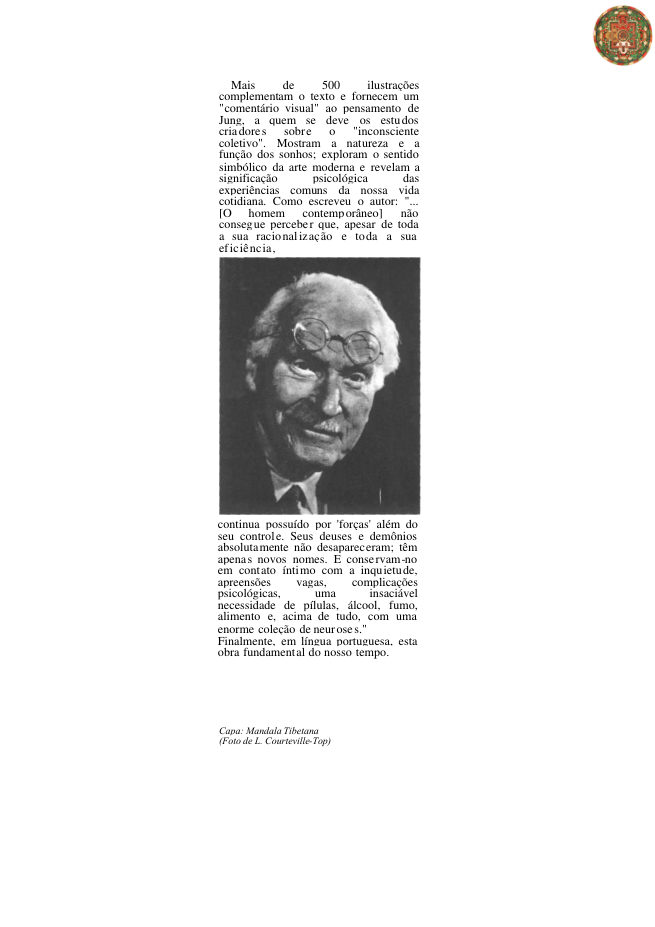 Mais de 500 ilustrações
complementam o texto e fornecem um
"comentário visual" ao pensamento de
Jung, a quem se deve os estudos
criadores sobre o "inconsciente
coletivo". Mostram a natureza e a
função dos sonhos; exploram o sentido
simbólico da arte moderna e revelam a
significação psicológica das
experiências comuns da nossa vida
cotidiana. Como escreveu o autor: "...
[O homem contemporâneo] não
consegue perceber que, apesar de toda
a sua racionalização e toda a sua
eficiência,
continua possuído por 'forças' além do
seu controle. Seus deuses e demônios
absolutamente não desapareceram; têm
apenas novos nomes. E conservam-no
em contato íntimo com a inquietude,
apreensões vagas, complicações
psicológicas, uma insaciável
necessidade de pílulas, álcool, fumo,
alimento e, acima de tudo, com uma
enorme coleção de neuroses."
Finalmente, em língua portuguesa, esta
obra fundamental do nosso tempo.
Capa: Mandala Tibetana
(Foto de L. Courteville-Top)